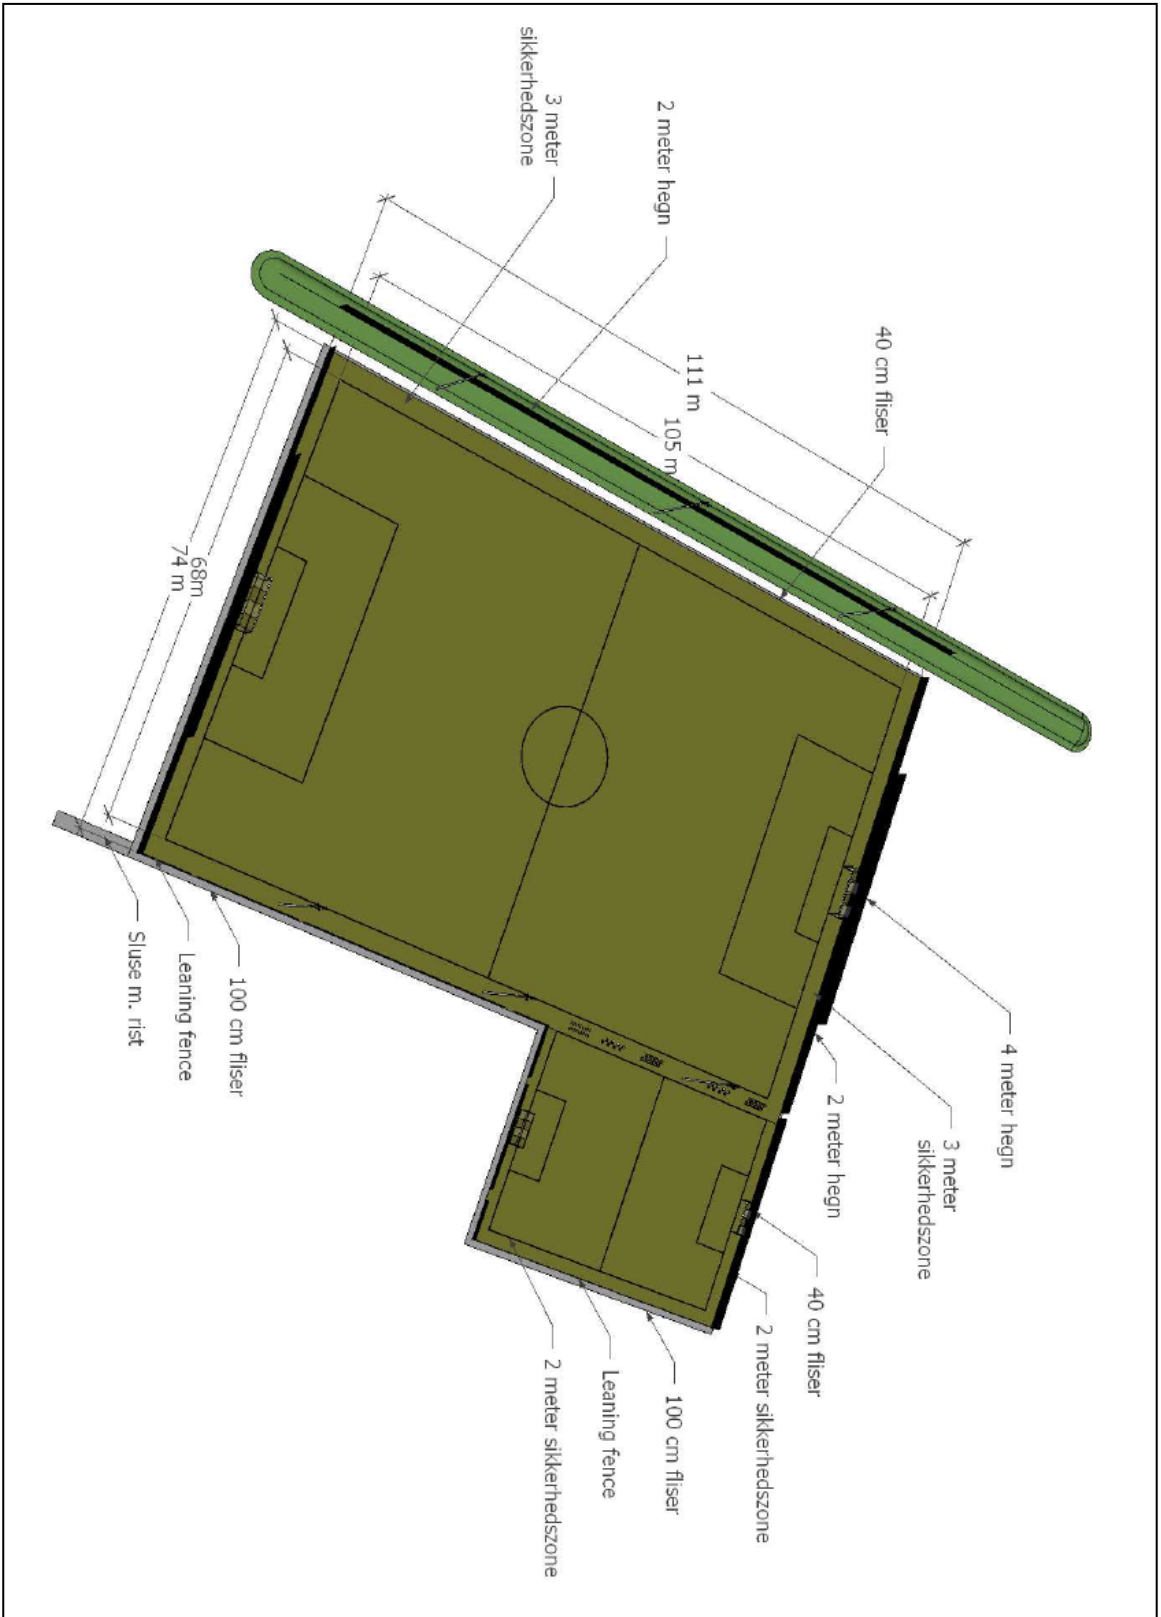 4 meter hegn
3 meter
sikkerhedszone
2 meter hegn
40 cm fliser
2 meter sikkerhedszone
40 cm fliser
111 m
105 m
2 meter hegn
3 meter
sikkerhedszone
100 cm fliser
Leaning fence
2 meter sikkerhedszone
68m
74 m
100 cm fliser
Leaning fence
Sluse m. rist